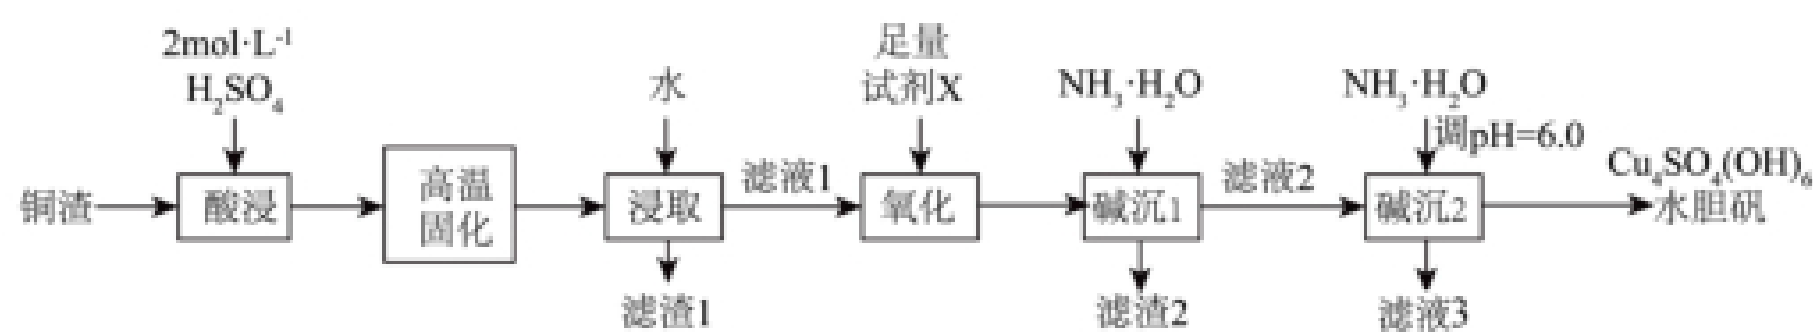 2mol·L⁻¹
H₂SO₄
水
足量
试剂X
NH₃·H₂O
NH₃·H₂O
调pH=6.0
铜渣
酸浸
高温
固化
浸取
滤液1
氧化
碱沉1
滤液2
碱沉2
Cu₄SO₄(OH)₆
水胆矾
滤渣1
滤渣2
滤液3